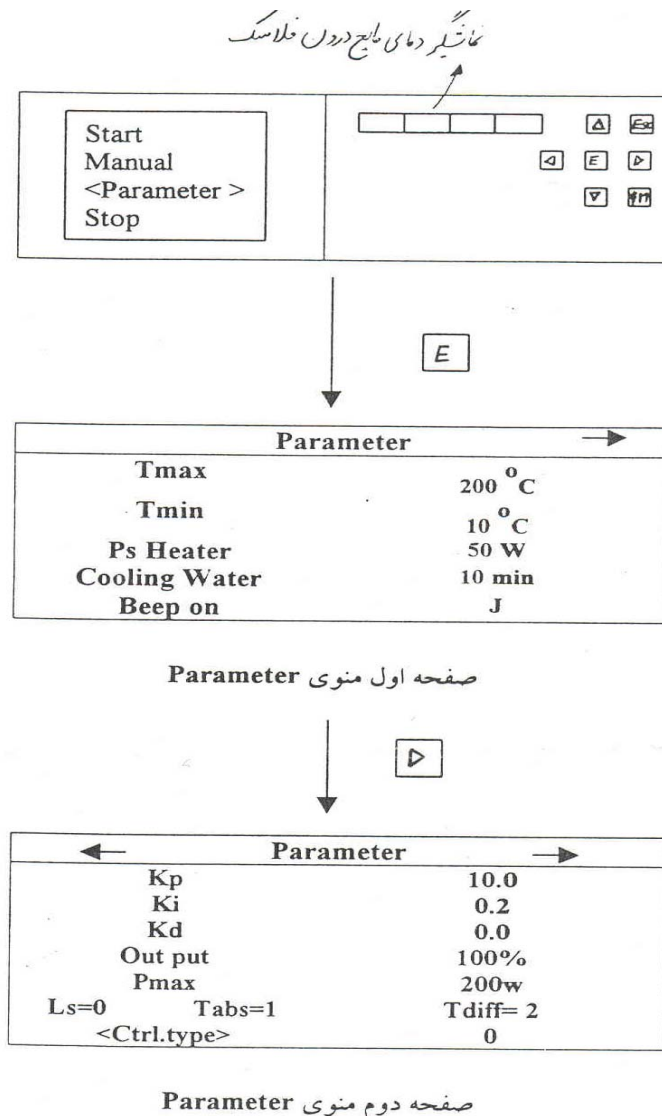 نمایشگر دمای مایع درون فلاسک
Start
Manual
<Parameter >
Stop
E
E
Parameter
Tmax 200 °C
Tmin 10 °C
Ps Heater 50 W
Cooling Water 10 min
Beep on J
صفحه اول منوی Parameter
Parameter
Kp 10.0
Ki 0.2
Kd 0.0
Out put 100%
Pmax 200w
Ls=0 Tabs=1 Tdiff= 2
<Ctrl.type> 0
صفحه دوم منوی Parameter